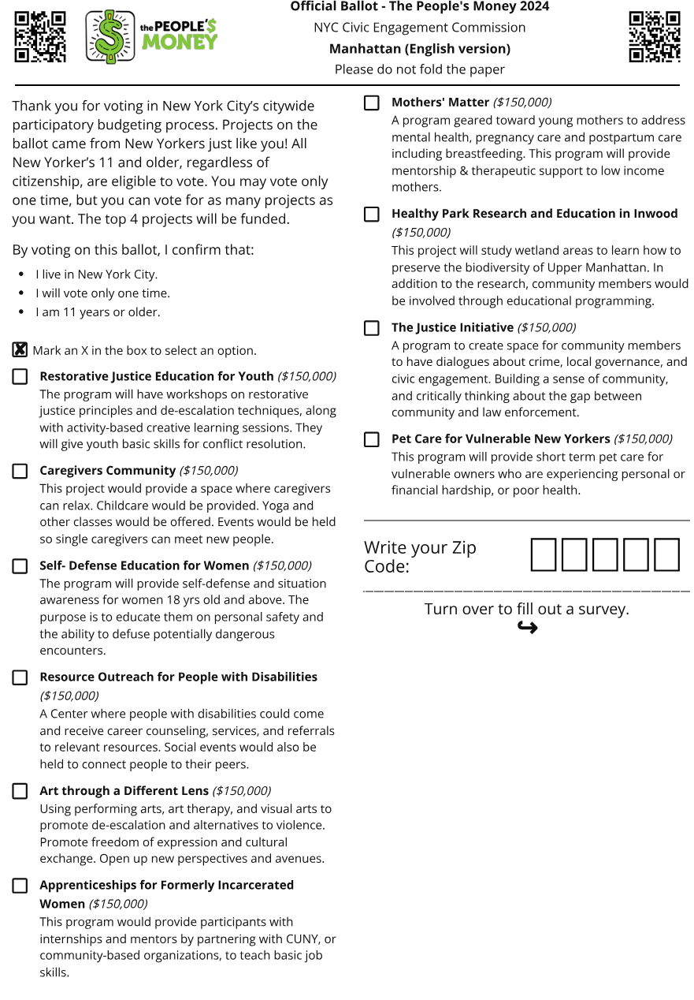 the PEOPLE'$
MONEY
Official Ballot - The People's Money 2024
NYC Civic Engagement Commission
Manhattan (English version)
Please do not fold the paper
Thank you for voting in New York City's citywide
participatory budgeting process. Projects on the
ballot came from New Yorkers just like you! All
New Yorker's 11 and older, regardless of
citizenship, are eligible to vote. You may vote only
one time, but you can vote for as many projects as
you want. The top 4 projects will be funded.
By voting on this ballot, I confirm that:
• I live in New York City.
• I will vote only one time.
• I am 11 years or older.
Mark an X in the box to select an option.
Restorative Justice Education for Youth ($150,000)
The program will have workshops on restorative
justice principles and de-escalation techniques, along
with activity-based creative learning sessions. They
will give youth basic skills for conflict resolution.
Caregivers Community ($150,000)
This project would provide a space where caregivers
can relax. Childcare would be provided. Yoga and
other classes would be offered. Events would be held
so single caregivers can meet new people.
Self- Defense Education for Women ($150,000)
The program will provide self-defense and situation
awareness for women 18 yrs old and above. The
purpose is to educate them on personal safety and
the ability to defuse potentially dangerous
encounters.
Resource Outreach for People with Disabilities
($150,000)
A Center where people with disabilities could come
and receive career counseling, services, and referrals
to relevant resources. Social events would also be
held to connect people to their peers.
Art through a Different Lens ($150,000)
Using performing arts, art therapy, and visual arts to
promote de-escalation and alternatives to violence.
Promote freedom of expression and cultural
exchange. Open up new perspectives and avenues.
Apprenticeships for Formerly Incarcerated
Women ($150,000)
This program would provide participants with
internships and mentors by partnering with CUNY, or
community-based organizations, to teach basic job
skills.
Mothers' Matter ($150,000)
A program geared toward young mothers to address
mental health, pregnancy care and postpartum care
including breastfeeding. This program will provide
mentorship & therapeutic support to low income
mothers.
Healthy Park Research and Education in Inwood
($150,000)
This project will study wetland areas to learn how to
preserve the biodiversity of Upper Manhattan. In
addition to the research, community members would
be involved through educational programming.
The Justice Initiative ($150,000)
A program to create space for community members
to have dialogues about crime, local governance, and
civic engagement. Building a sense of community,
and critically thinking about the gap between
community and law enforcement.
Pet Care for Vulnerable New Yorkers ($150,000)
This program will provide short term pet care for
vulnerable owners who are experiencing personal or
financial hardship, or poor health.
Write your Zip
Code:
Turn over to fill out a survey.